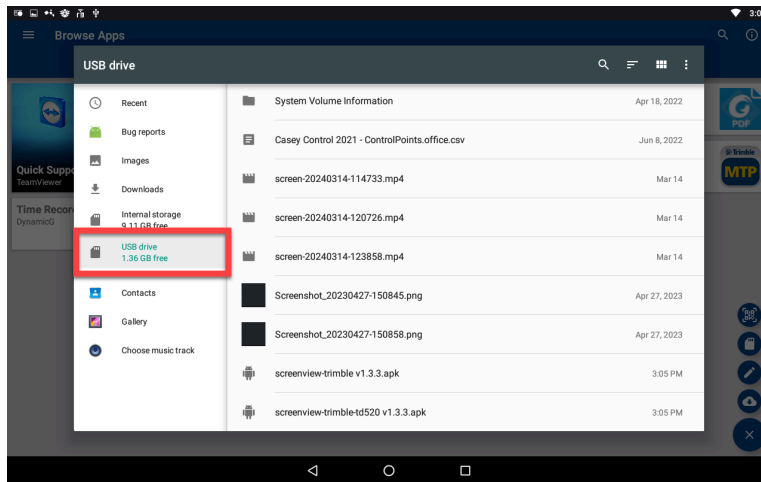 3:0
Browse Apps
USB drive
Recent
Bug reports
Images
Downloads
Internal storage
9.11 GB free
USB drive
1.36 GB free
Contacts
Gallery
Choose music track
System Volume Information Apr 18, 2022
Casey Control 2021 - ControlPoints.office.csv Jun 8, 2022
screen-20240314-114733.mp4 Mar 14
screen-20240314-120726.mp4 Mar 14
screen-20240314-123858.mp4 Mar 14
Screenshot_20230427-150845.png Apr 27, 2023
Screenshot_20230427-150858.png Apr 27, 2023
screenview-trimble v1.3.3.apk 3:05 PM
screenview-trimble-td520 v1.3.3.apk 3:05 PM
Quick Suppo
TeamViewer
Time Recor
DynamicG
PDF
Trimble
MTP